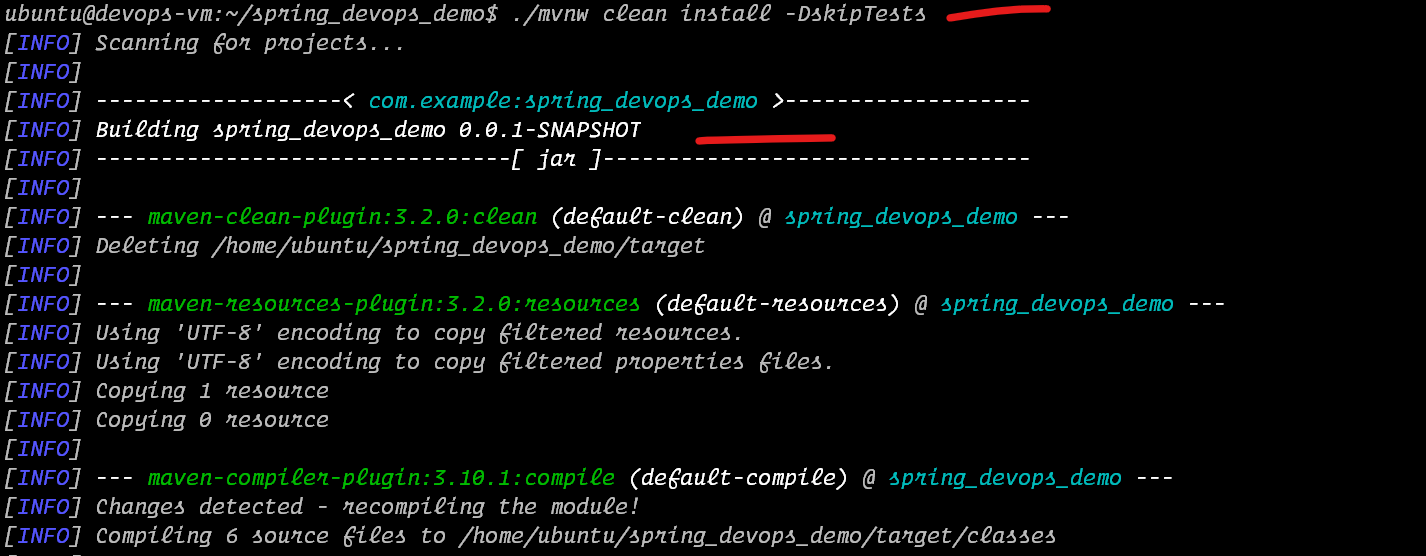 ubuntu@devops-vm:~/spring_devops_demo$ ./mvnw clean install -DskipTests
[INFO] Scanning for projects...
[INFO]
[INFO] -------------------< com.example:spring_devops_demo >-------------------
[INFO] Building spring_devops_demo 0.0.1-SNAPSHOT
[INFO] --------------------------------[ jar ]---------------------------------
[INFO]
[INFO] --- maven-clean-plugin:3.2.0:clean (default-clean) @ spring_devops_demo ---
[INFO] Deleting /home/ubuntu/spring_devops_demo/target
[INFO]
[INFO] --- maven-resources-plugin:3.2.0:resources (default-resources) @ spring_devops_demo ---
[INFO] Using 'UTF-8' encoding to copy filtered resources.
[INFO] Using 'UTF-8' encoding to copy filtered properties files.
[INFO] Copying 1 resource
[INFO] Copying 0 resource
[INFO]
[INFO] --- maven-compiler-plugin:3.10.1:compile (default-compile) @ spring_devops_demo ---
[INFO] Changes detected - recompiling the module!
[INFO] Compiling 6 source files to /home/ubuntu/spring_devops_demo/target/classes